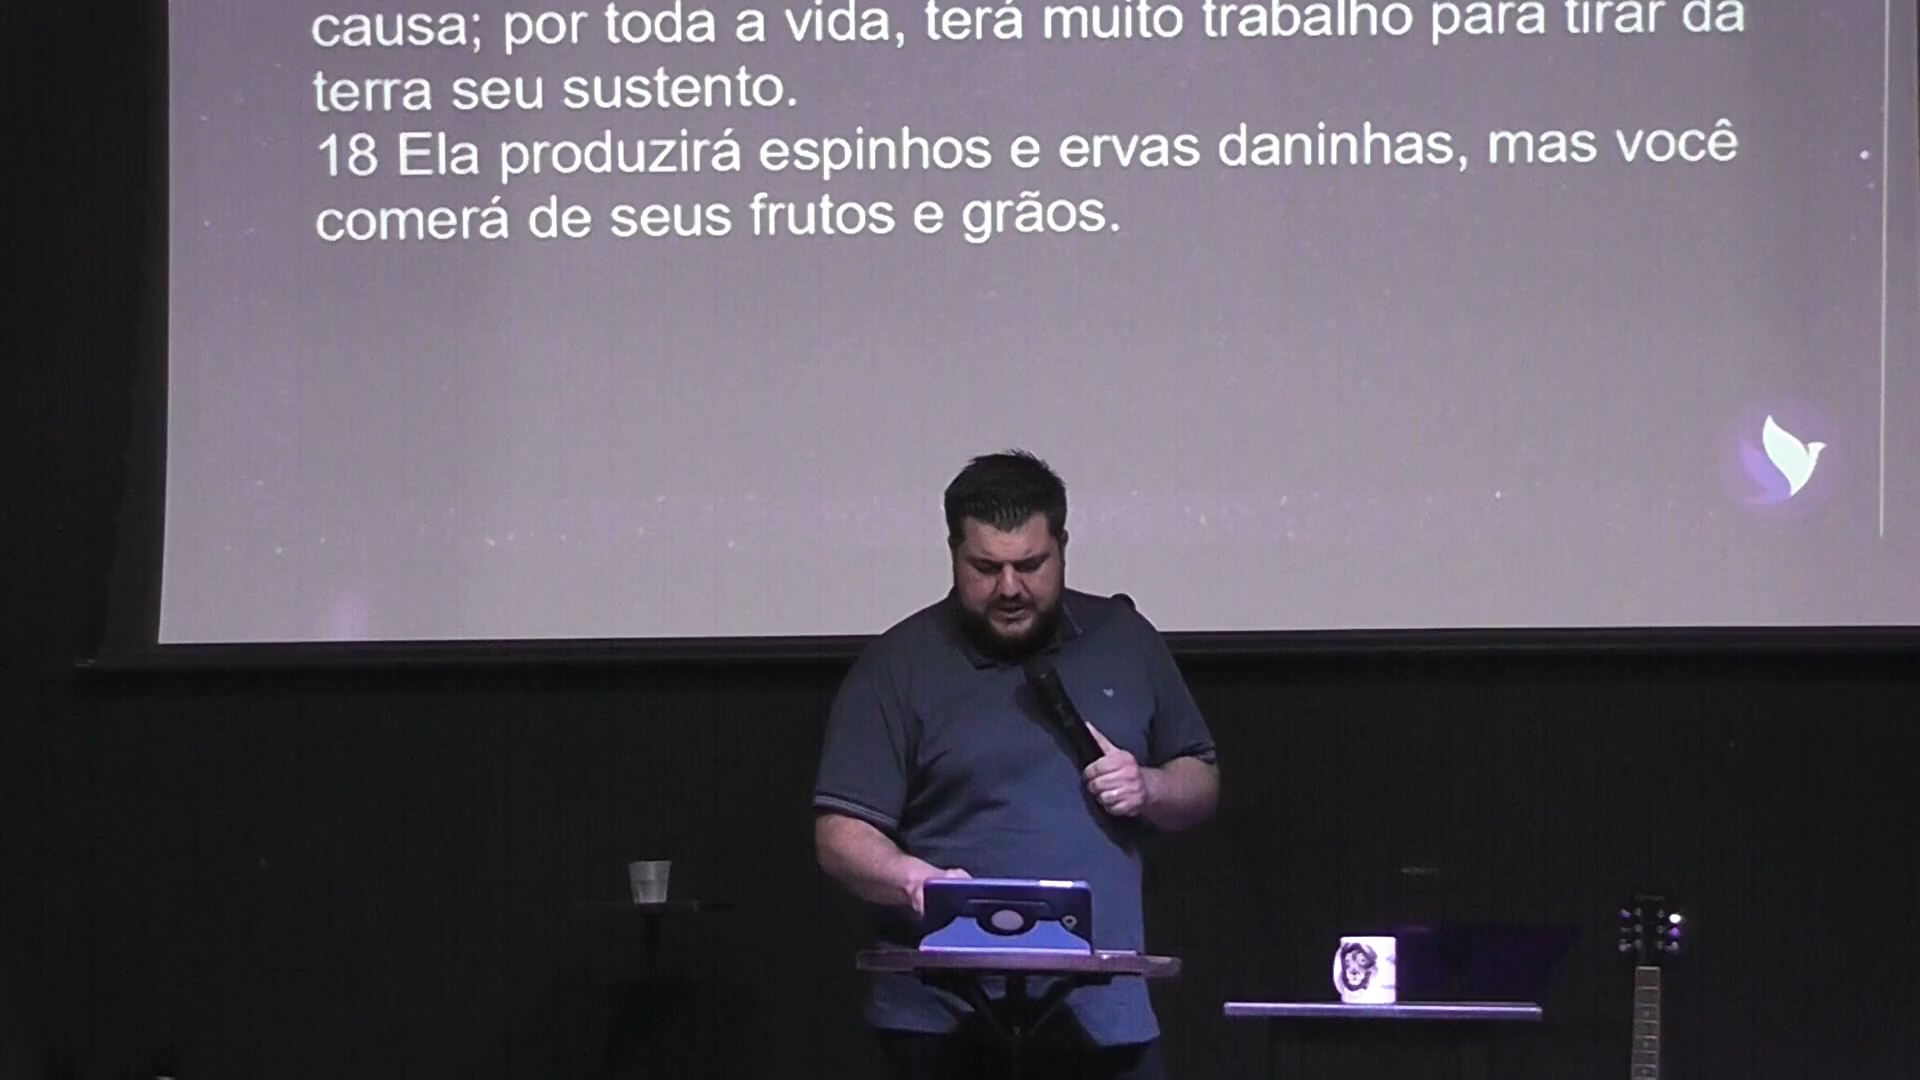 causa; por toda a vida, terá muito trabalho para tirar da
terra seu sustento.
18 Ela produzirá espinhos e ervas daninhas, mas você
comerá de seus frutos e grãos.